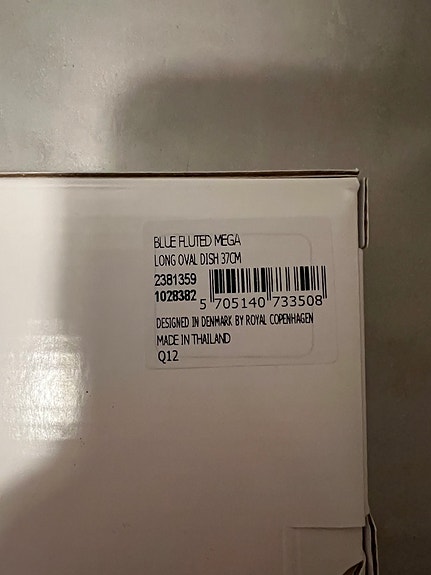 BLUE FLUTED MEGA
LONG OVAL DISH 37CM
2381359
1028382 5 705140 733508
DESIGNED IN DENMARK BY ROYAL COPENHAGEN
MADE IN THAILAND
Q12